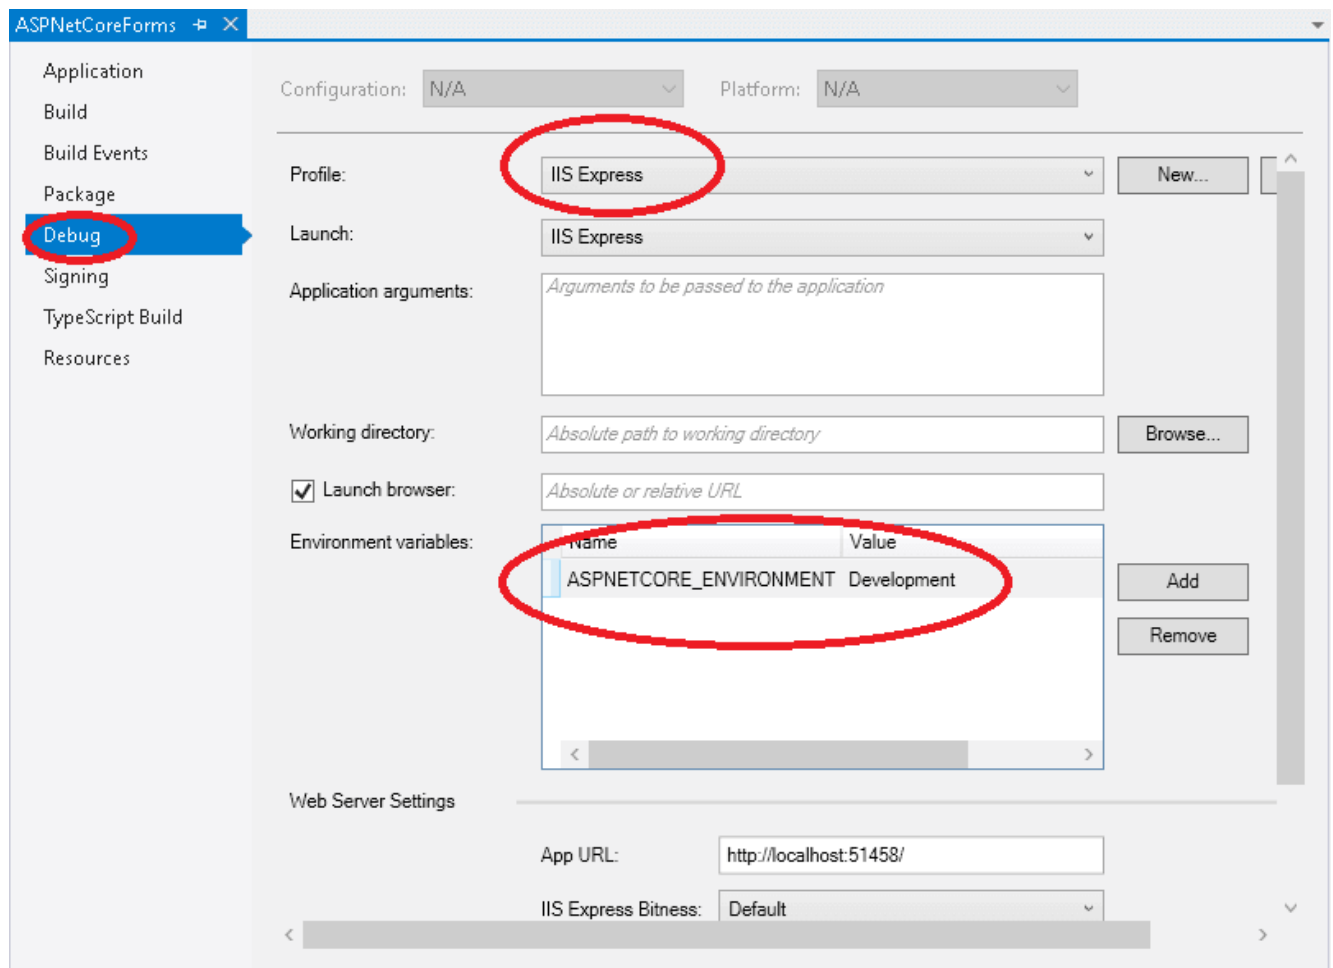 ASPNetCoreForms
Application
Build
Build Events
Package
Debug
Signing
TypeScript Build
Resources
Configuration: N/A Platform: N/A
Profile: IIS Express New...
Launch: IIS Express
Application arguments: Arguments to be passed to the application
Working directory: Absolute path to working directory Browse...
Launch browser: Absolute or relative URL
Environment variables: Name Value
ASPNETCORE_ENVIRONMENT Development Add
Remove
Web Server Settings
App URL: http://localhost:51458/
IIS Express Bitness: Default